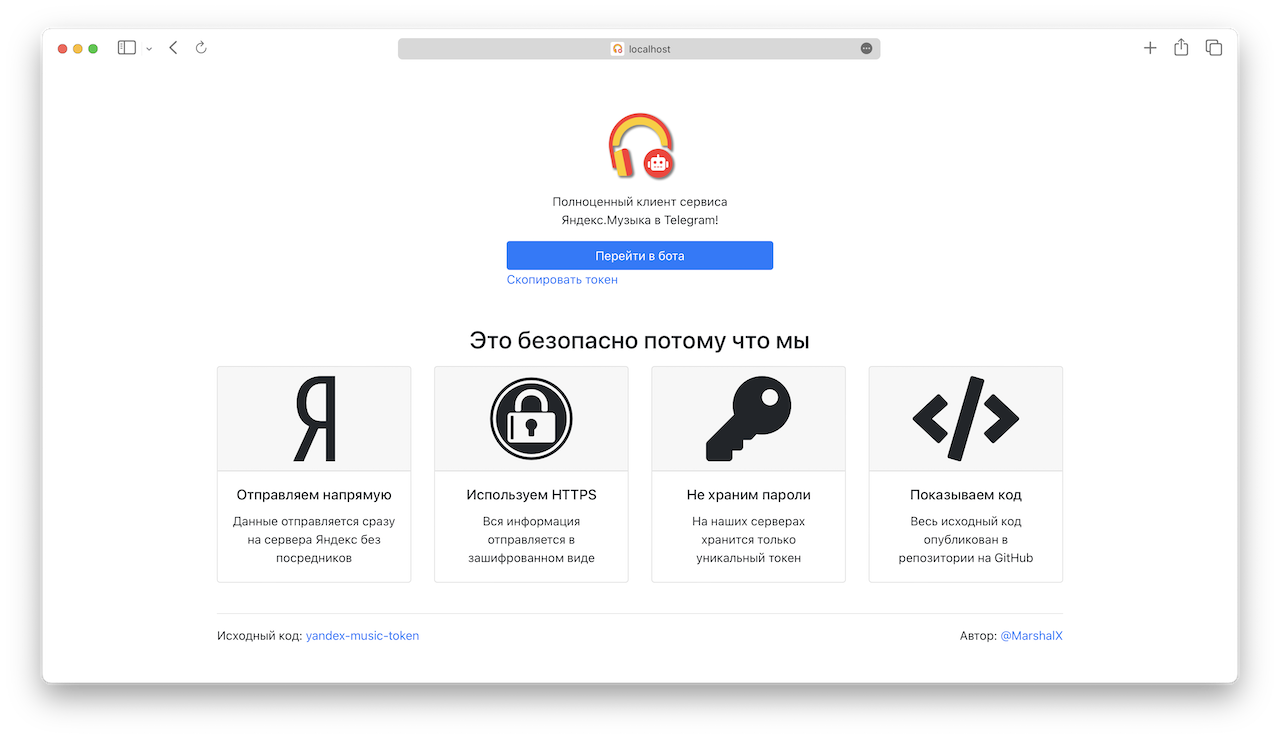 localhost
Полноценный клиент сервиса
Яндекс.Музыка в Telegram!
Перейти в бота
Скопировать токен
Это безопасно потому что мы
Я
Отправляем напрямую
Данные отправляется сразу
на сервера Яндекс без
посредников
Используем HTTPS
Вся информация
отправляется в
зашифрованном виде
Не храним пароли
На наших серверах
хранится только
уникальный токен
</>
Показываем код
Весь исходный код
опубликован в
репозитории на GitHub
Исходный код: yandex-music-token
Автор: @MarshalX